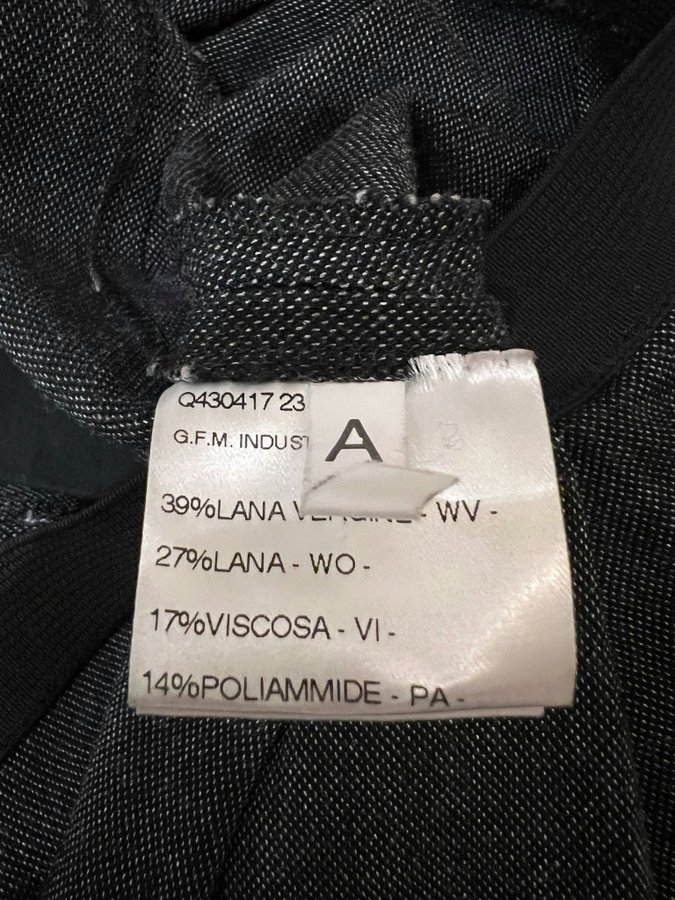 Q430417 23
G.F.M. INDUST
A
39%LANA VERGINE - WV -
27%LANA - WO -
17%VISCOSA - VI -
14%POLIAMMIDE - PA -